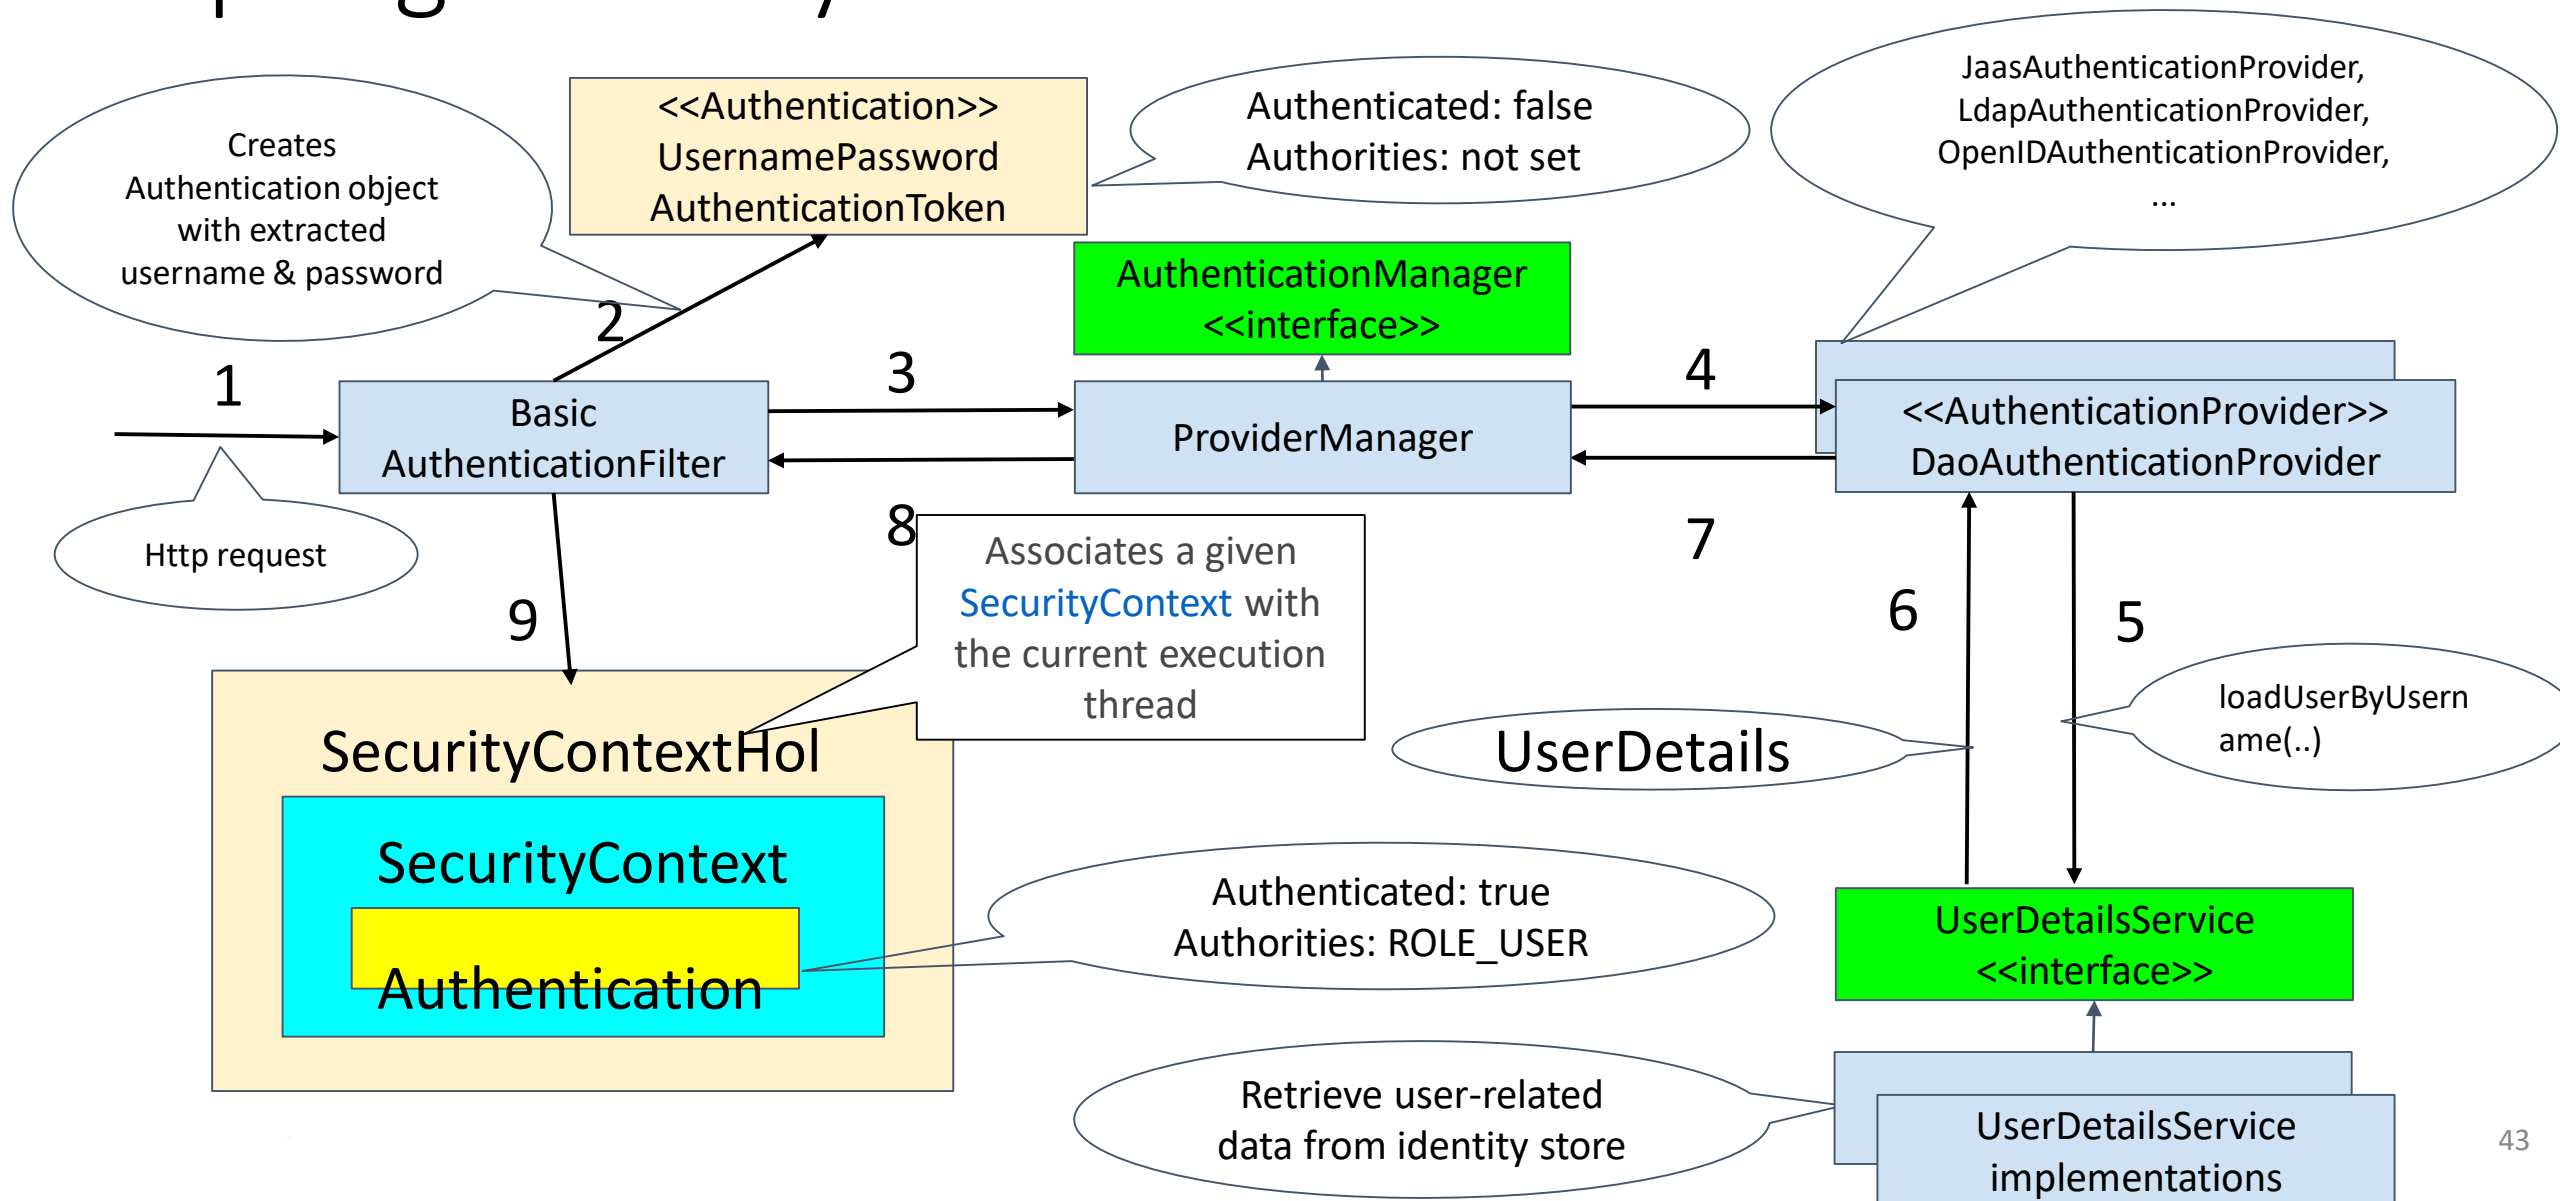 Creates
Authentication object
with extracted
username & password
<<Authentication>>
UsernamePassword
AuthenticationToken
Authenticated: false
Authorities: not set
JaasAuthenticationProvider,
LdapAuthenticationProvider,
OpenIDAuthenticationProvider,
...
AuthenticationManager
<<interface>>
1
2
3
4
Basic
AuthenticationFilter
ProviderManager
<<AuthenticationProvider>>
DaoAuthenticationProvider
Http request
8
7
9
6
5
Associates a given
SecurityContext with
the current execution
thread
SecurityContextHol
UserDetails
loadUserByUsern
ame(..)
SecurityContext
Authentication
Authenticated: true
Authorities: ROLE_USER
UserDetailsService
<<interface>>
Retrieve user-related
data from identity store
UserDetailsService
implementations
43